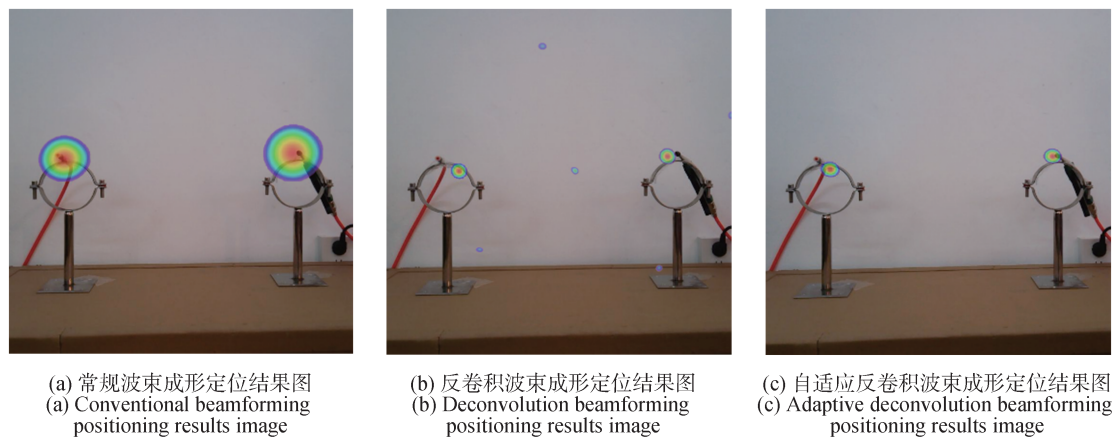 (a) 常规波束成形定位结果图
(a) Conventional beamforming
positioning results image
(b) 反卷积波束成形定位结果图
(b) Deconvolution beamforming
positioning results image
(c) 自适应反卷积波束成形定位结果图
(c) Adaptive deconvolution beamforming
positioning results image